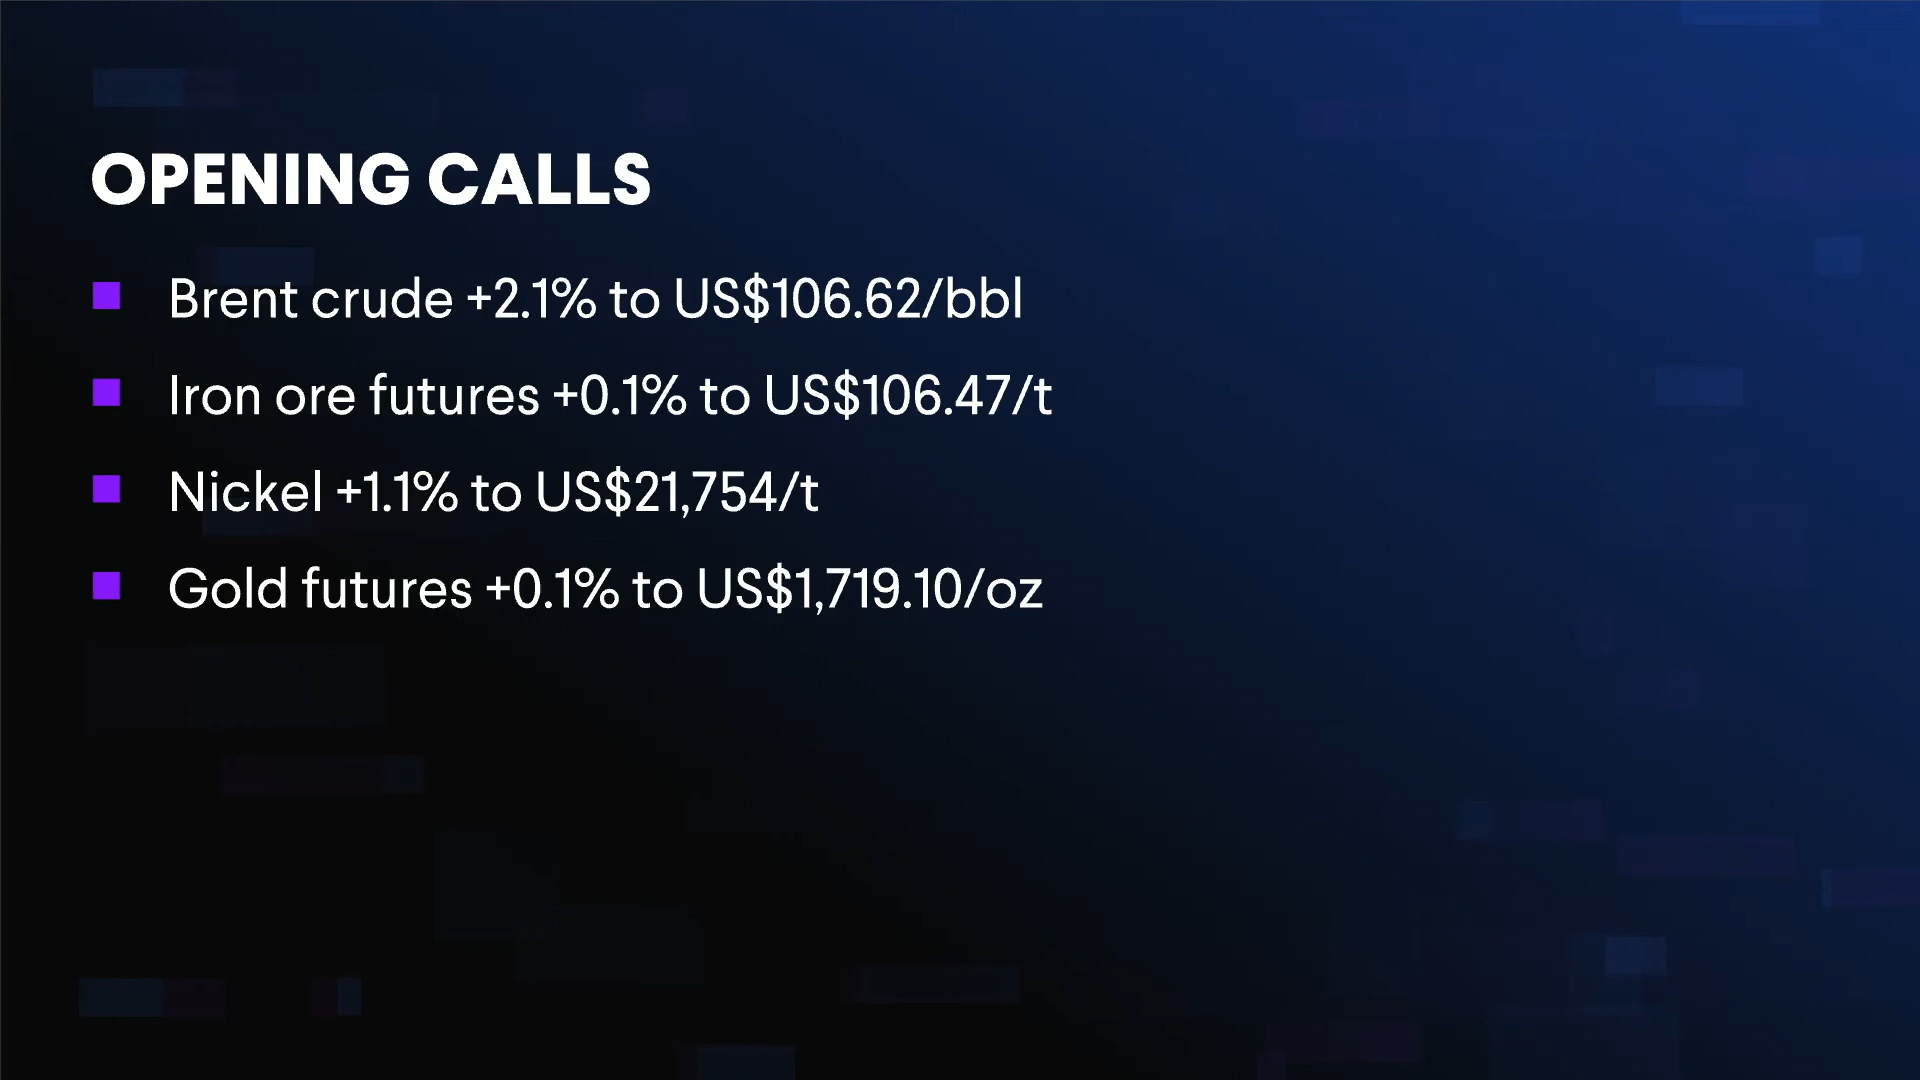 OPENING CALLS
Brent crude +2.1% to US$106.62/bbl
Iron ore futures +0.1% to US$106.47/t
Nickel +1.1% to US$21,754/t
Gold futures +0.1% to US$1,719.10/oz